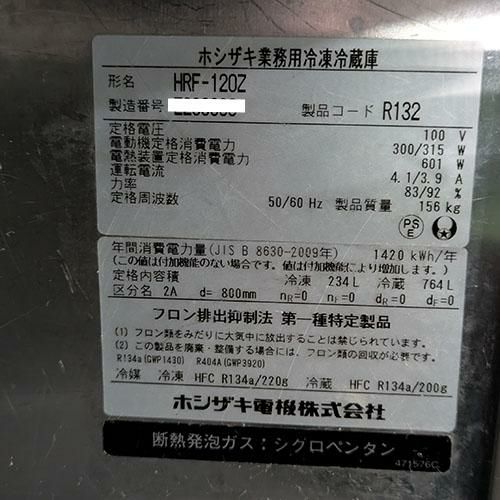 ホシザキ業務用冷凍冷蔵庫
形名 HRF-120Z
製造番号
製品コード R132
定格電圧 100 V
電動機定格消費電力 300/315 W
電熱装置定格消費電力 601 W
運転電流 4.1/3.9 A
力率 83/92 %
定格周波数 50/60 Hz 製品質量 156 kg
PS
E
年間消費電力量(JIS B 8630-2009年) 1420 kWh/年
(この値は付加機能のない場合です。値は付加機能により増加します。)
定格内容積 冷凍 234L 冷蔵 764L
区分名 2A d= 800mm nR=0 nF=0 dR=0 dF=0
フロン排出抑制法 第一種特定製品
(1) フロン類をみだりに大気中に放出することは禁じられています。
(2) この製品を廃棄・整備する場合には、フロン類の回収が必要です。
R134a(GWP1430) R404A(GWP3920)
冷媒 冷凍 HFC R134a/220g 冷蔵 HFC R134a/200g
ホシザキ電機株式会社
断熱発泡ガス:シクロペンタン
471576C